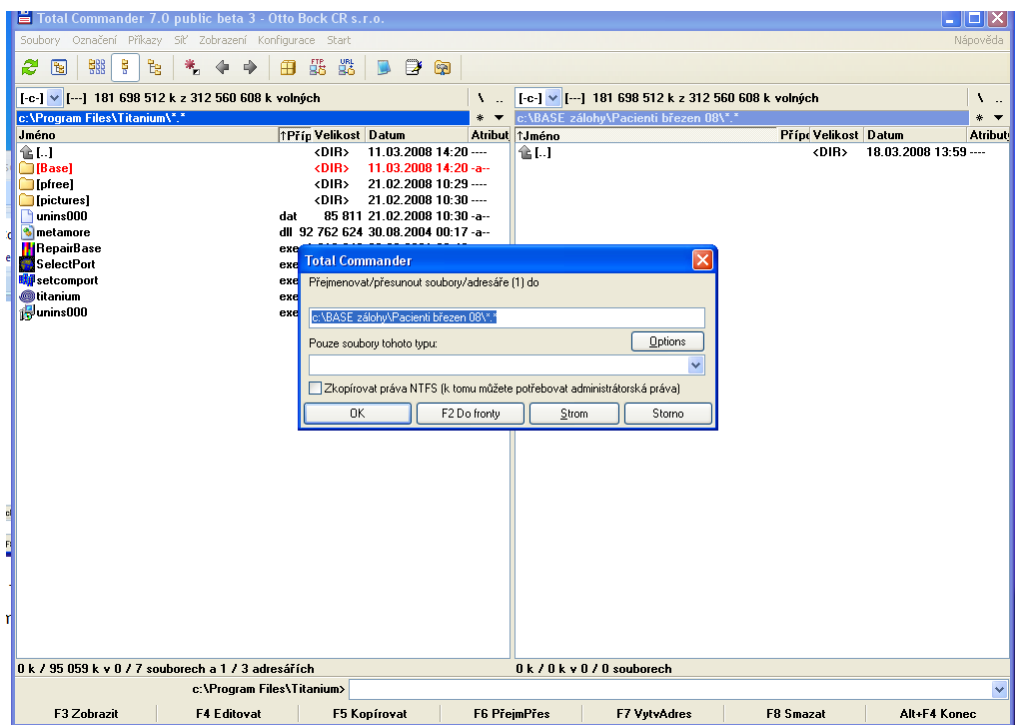 Total Commander 7.0 public beta 3 - Otto Bock CR s.r.o.
Soubory Označení Příkazy Síť Zobrazení Konfigurace Start Nápověda
FTP URL
[-c-] [---] 181 698 512 k z 312 560 608 k volných \ .. [-c-] [---] 181 698 512 k z 312 560 608 k volných \ ..
c:\Program Files\Titanium\*.* * c:\BASE zálohy\Pacienti březen 08\*.* *
Jméno ↑Příp Velikost Datum Atribut ↑Jméno Přípo Velikost Datum Atributy
[..] <DIR> 11.03.2008 14:20 ---- [..] <DIR> 18.03.2008 13:59 ----
[Base] <DIR> 11.03.2008 14:20 -a--
[pfree] <DIR> 21.02.2008 10:29 ----
[pictures] <DIR> 21.02.2008 10:30 ----
unins000 dat 85 811 21.02.2008 10:30 -a--
metamore dll 92 762 624 30.08.2004 00:17 -a--
RepairBase exe
SelectPort exe
setcomport exe
titanium exe
unins000 exe
Total Commander
Přejmenovat/přesunout soubory/adresáře (1) do
c:\BASE zálohy\Pacienti březen 08\*.*
Pouze soubory tohoto typu: Options
Zkopírovat práva NTFS (k tomu můžete potřebovat administrátorská práva)
OK F2 Do fronty Strom Storno
0 k / 95 059 k v 0 / 7 souborech a 1 / 3 adresářích 0 k / 0 k v 0 / 0 souborech
c:\Program Files\Titanium>
F3 Zobrazit F4 Editovat F5 Kopírovat F6 PřejmPřes F7 VytvAdres F8 Smazat Alt+F4 Konec